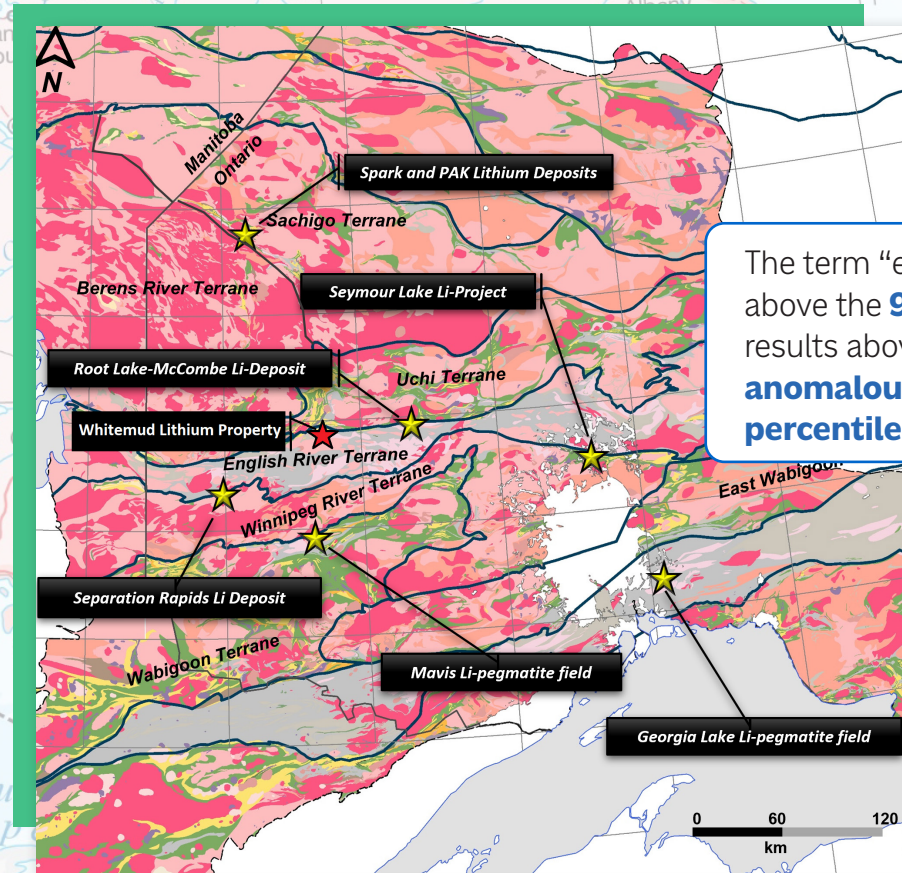 N
Manitoba
Ontario
Spark and PAK Lithium Deposits
Sachigo Terrane
Berens River Terrane
Seymour Lake Li-Project
The term “e
above the 9
results above
anomalou
percentile
Root Lake-McCombe Li-Deposit
Uchi Terrane
Whitemud Lithium Property
English River Terrane
Winnipeg River Terrane
East Wabigoon
Separation Rapids Li Deposit
Wabigoon Terrane
Mavis Li-pegmatite field
Georgia Lake Li-pegmatite field
0 60 120
km